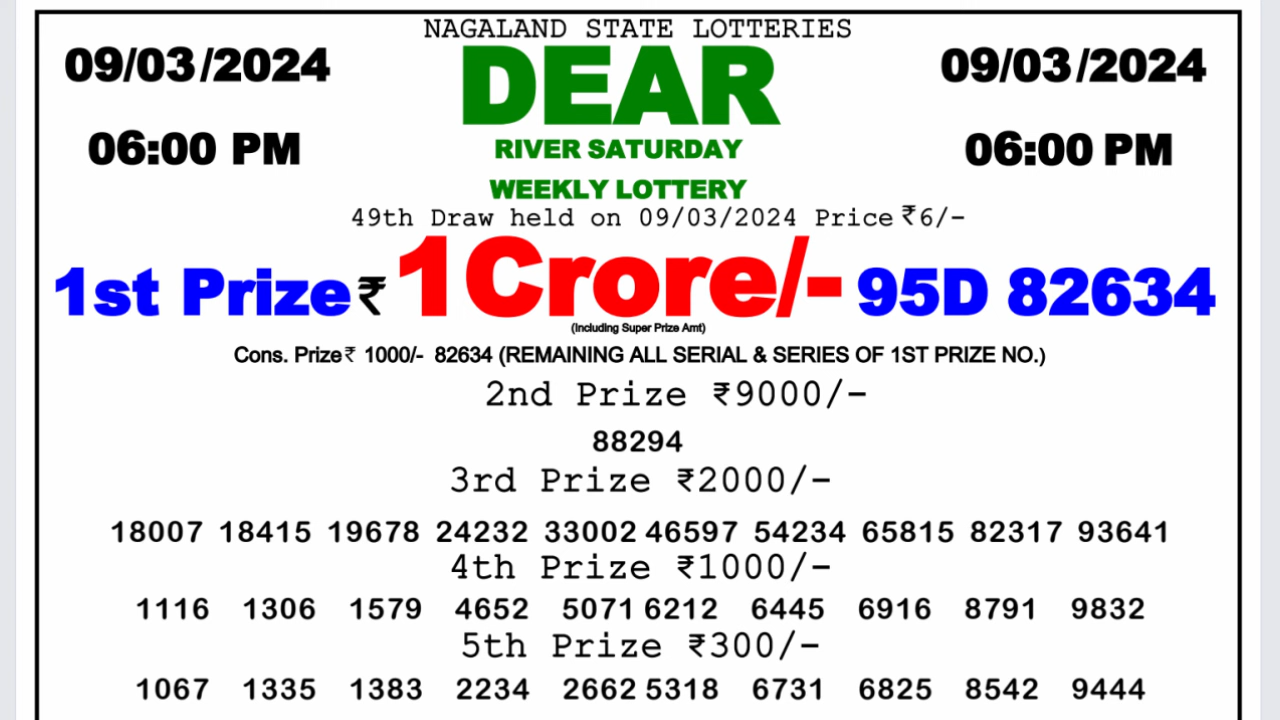 NAGALAND STATE LOTTERIES
09/03/2024 DEAR 09/03/2024
06:00 PM RIVER SATURDAY 06:00 PM
WEEKLY LOTTERY
49th Draw held on 09/03/2024 Price ₹6/-
1st Prize ₹ 1Crore/- 95D 82634
(Including Super Prize Amt)
Cons. Prize ₹ 1000/- 82634 (REMAINING ALL SERIAL & SERIES OF 1ST PRIZE NO.)
2nd Prize ₹9000/-
88294
3rd Prize ₹2000/-
18007 18415 19678 24232 33002 46597 54234 65815 82317 93641
4th Prize ₹1000/-
1116 1306 1579 4652 5071 6212 6445 6916 8791 9832
5th Prize ₹300/-
1067 1335 1383 2234 2662 5318 6731 6825 8542 9444